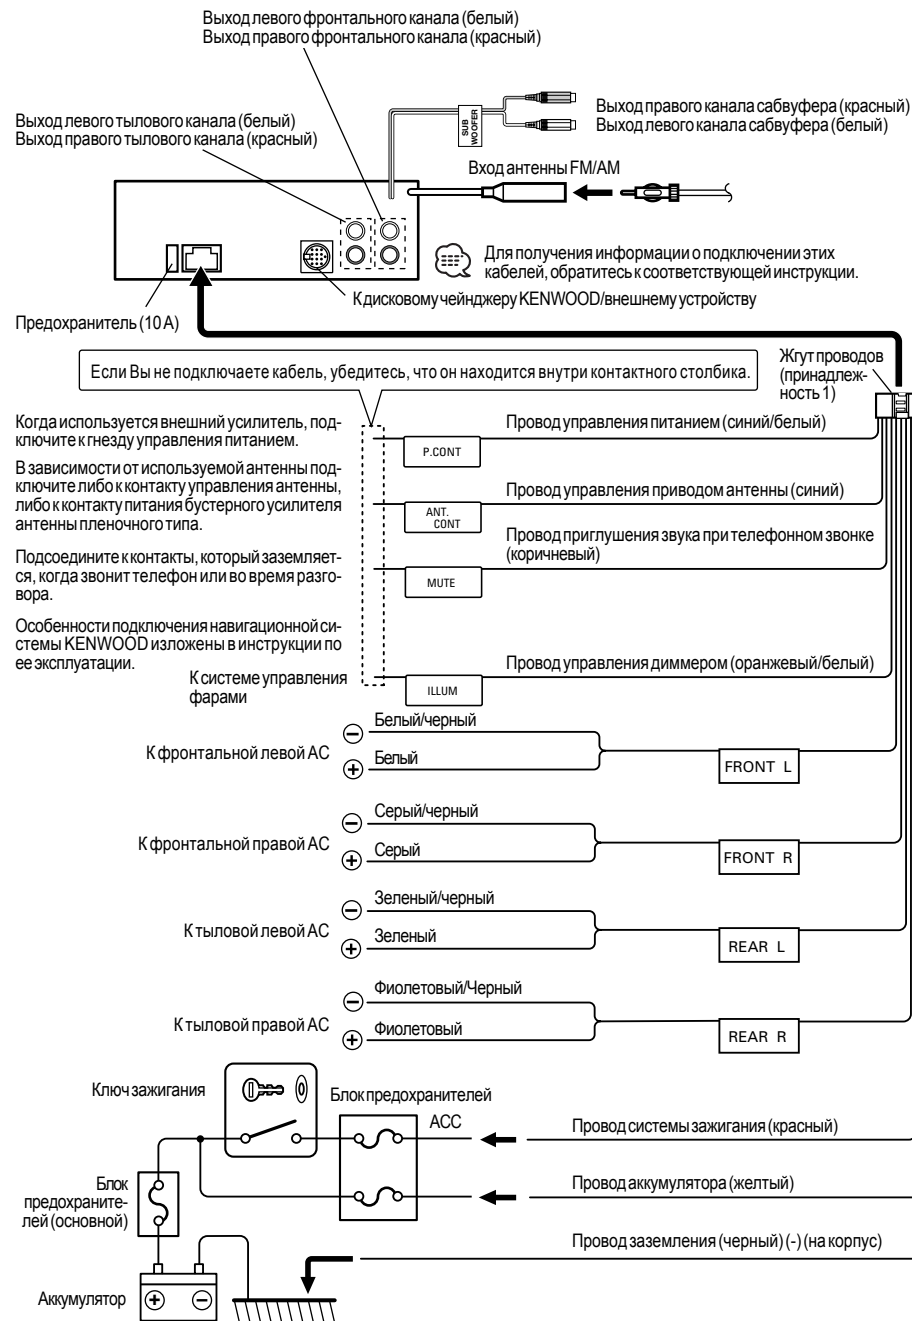 Выход левого фронтального канала (белый)
Выход правого фронтального канала (красный)
Выход левого тылового канала (белый)
Выход правого тылового канала (красный)
SUB
WOOFER
Выход правого канала сабвуфера (красный)
Выход левого канала сабвуфера (белый)
Вход антенны FM/AM
Для получения информации о подключении этих
кабелей, обратитесь к соответствующей инструкции.
К дисковому чейнджеру KENWOOD/внешнему устройству
Предохранитель (10 А)
Жгут проводов
(принадлеж-
ность 1)
Если Вы не подключаете кабель, убедитесь, что он находится внутри контактного столбика.
Когда используется внешний усилитель, под-
ключите к гнезду управления питанием.
Провод управления питанием (синий/белый)
P.CONT
В зависимости от используемой антенны под-
ключите либо к контакту управления антенны,
либо к контакту питания бустерного усилителя
антенны пленочного типа.
Провод управления приводом антенны (синий)
ANT.
CONT
Провод приглушения звука при телефонном звонке
(коричневый)
MUTE
Подсоедините к контакты, который заземляет-
ся, когда звонит телефон или во время разго-
вора.
Особенности подключения навигационной си-
стемы KENWOOD изложены в инструкции по
ее эксплуатации.
К системе управления
фарами
Провод управления диммером (оранжевый/белый)
ILLUM
Белый/черный
К фронтальной левой АС
Белый
FRONT L
Серый/черный
К фронтальной правой АС
Серый
FRONT R
Зеленый/черный
К тыловой левой АС
Зеленый
REAR L
Фиолетовый/Черный
К тыловой правой АС
Фиолетовый
REAR R
Ключ зажигания
Блок предохранителей
ACC
Провод системы зажигания (красный)
Блок
предохраните-
лей (основной)
Провод аккумулятора (желтый)
Провод заземления (черный) (-) (на корпус)
Аккумулятор